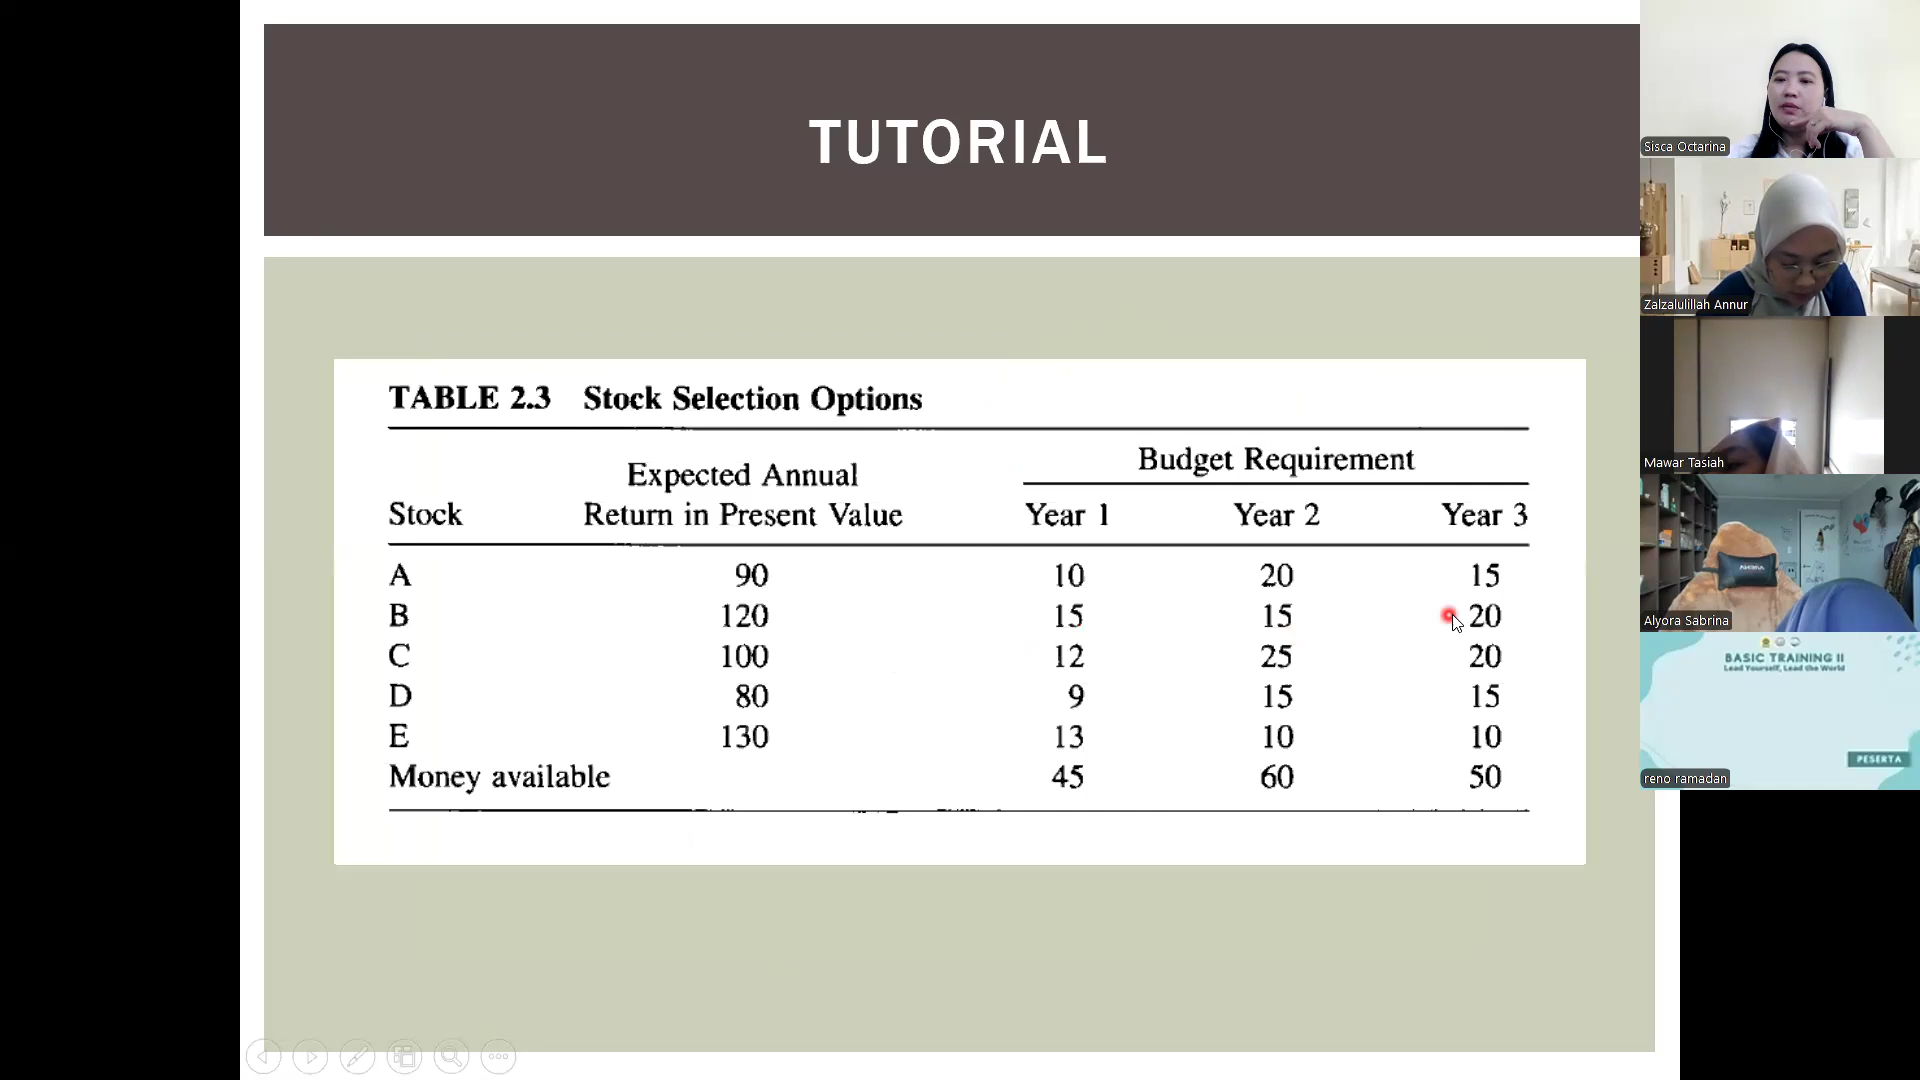 TUTORIAL
TABLE 2.3 Stock Selection Options
Expected Annual Budget Requirement
Stock Return in Present Value Year 1 Year 2 Year 3
A 90 10 20 15
B 120 15 15 20
C 100 12 25 20
D 80 9 15 15
E 130 13 10 10
Money available 45 60 50
Sisca Octarina
Zalzalulillah Annur
Mawar Tasiah
Alyora Sabrina
BASIC TRAINING II
Lead Yourself, Lead the World
PESERTA
reno ramadan